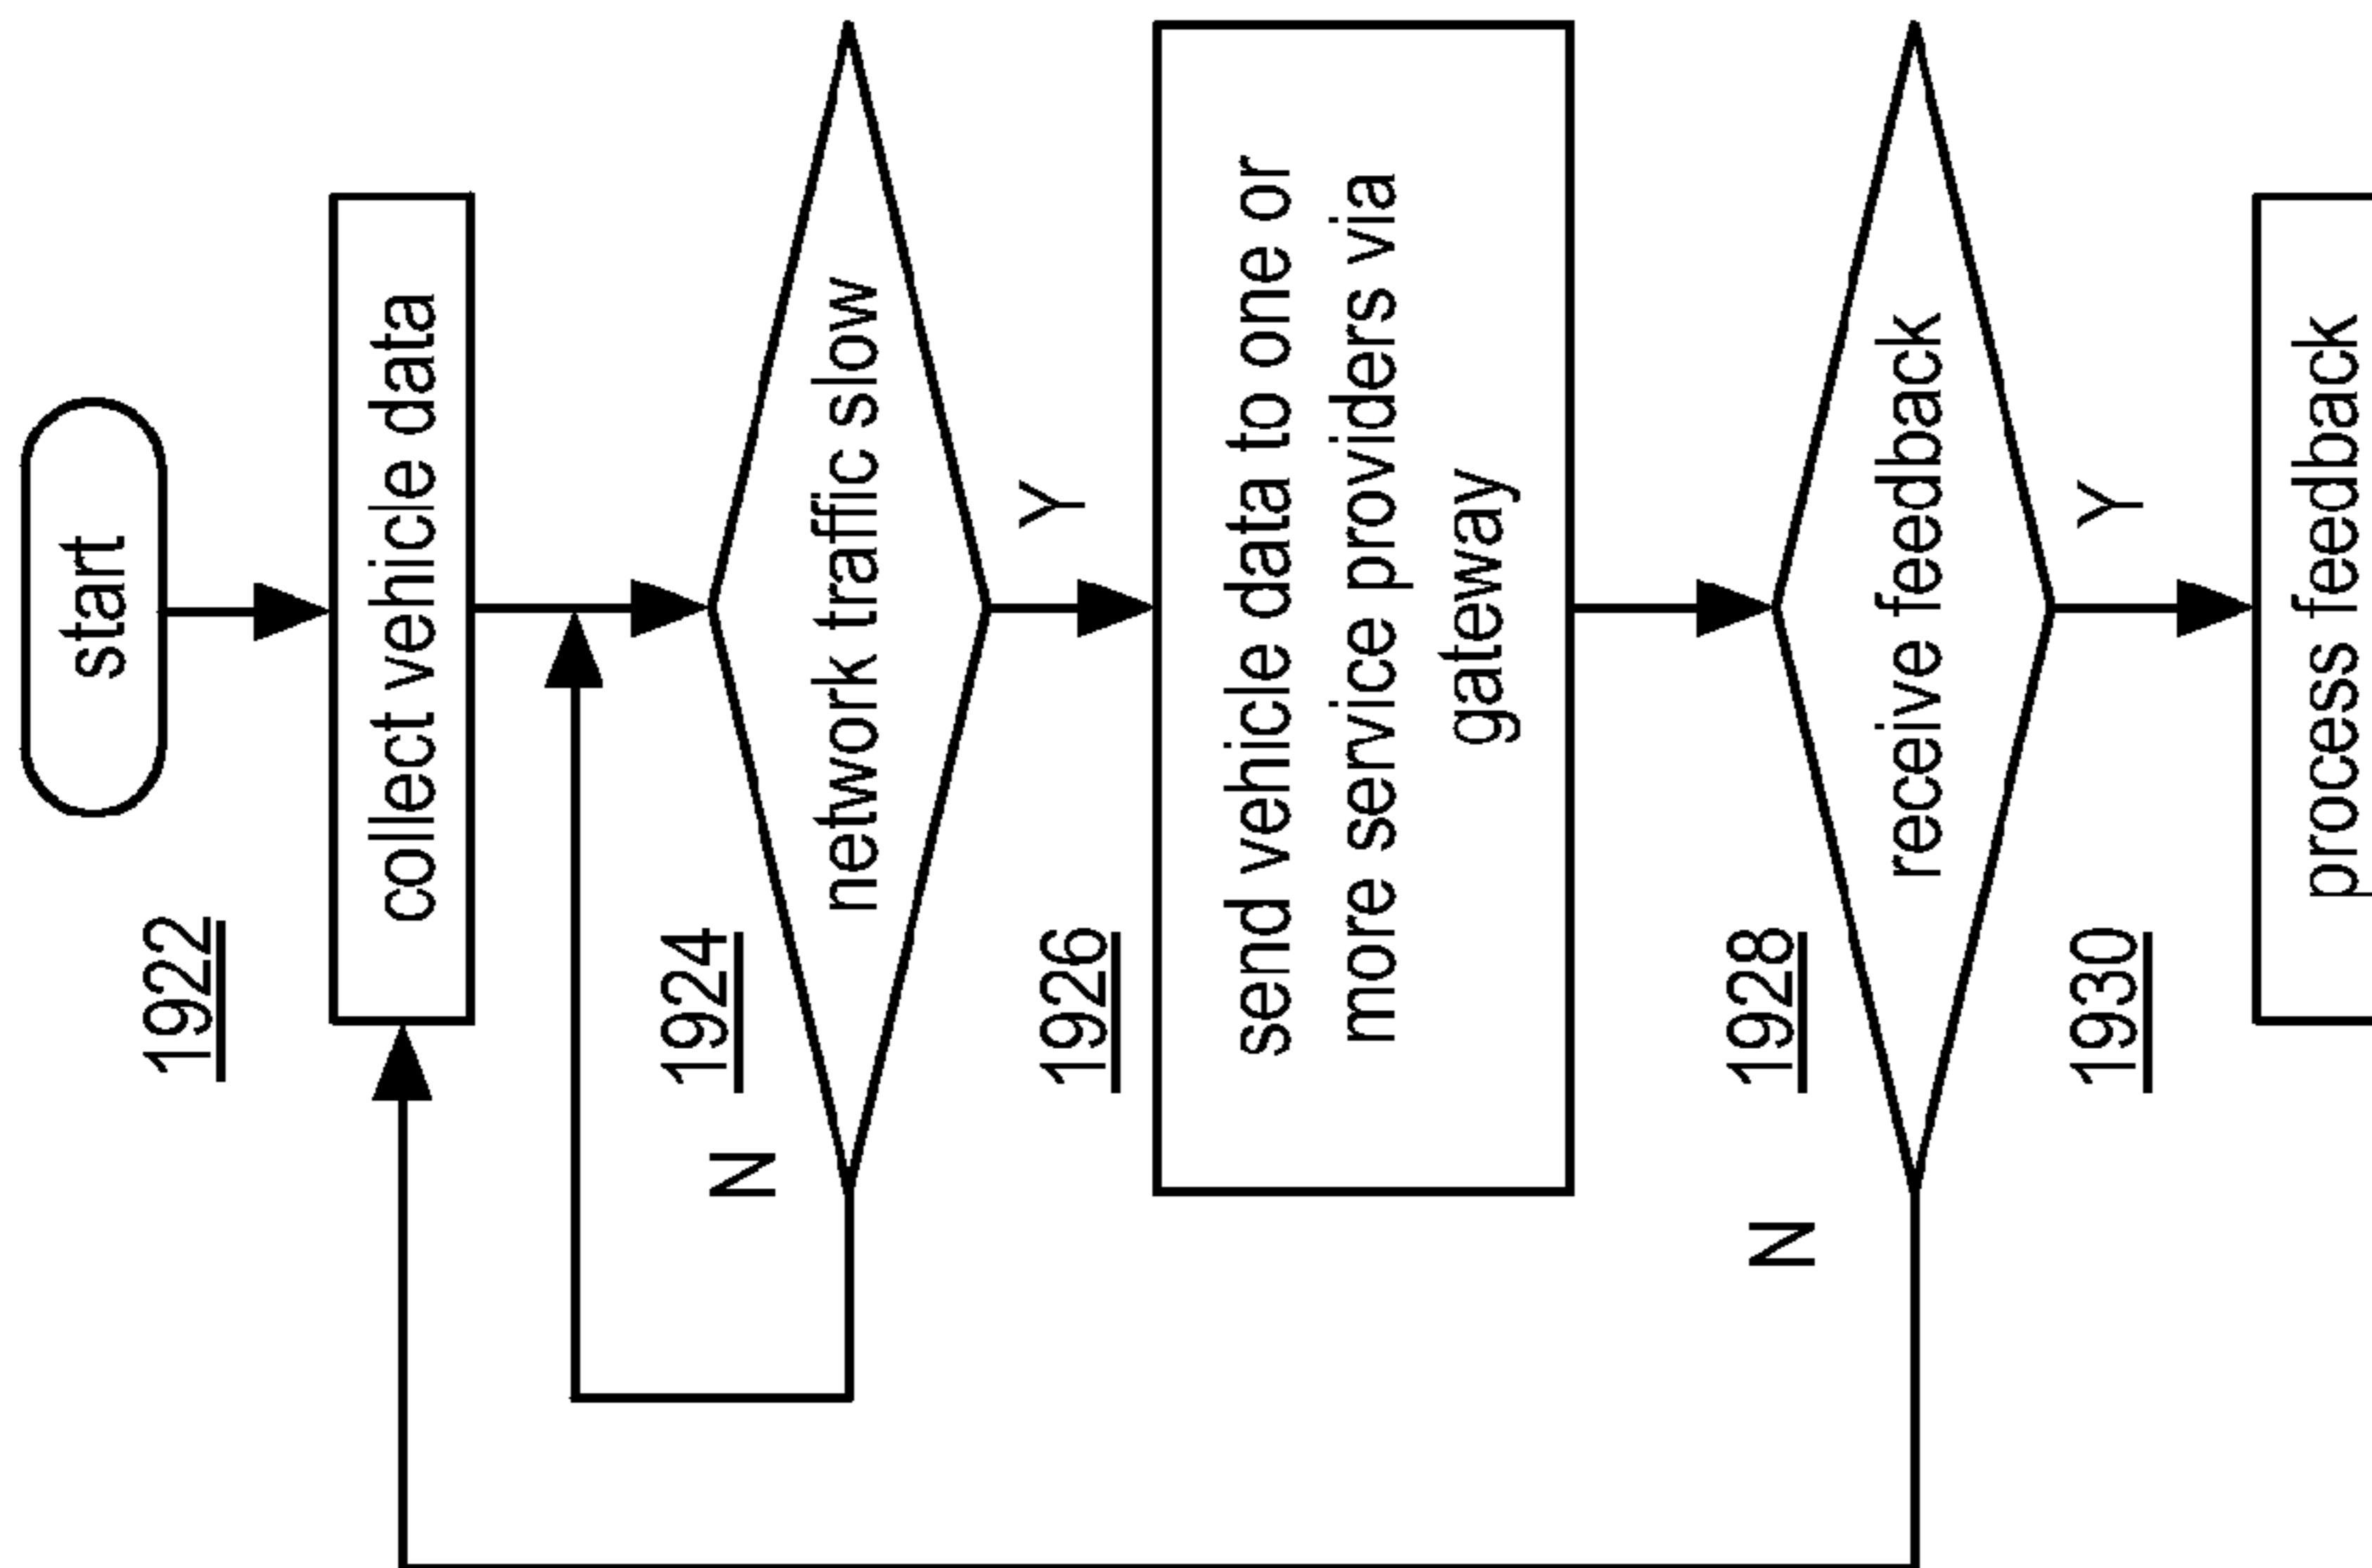 start
1922
collect vehicle data
1924
network traffic slow
N
Y
1926
send vehicle data to one or
more service providers via
gateway
1928
receive feedback
N
Y
1930
process feedback